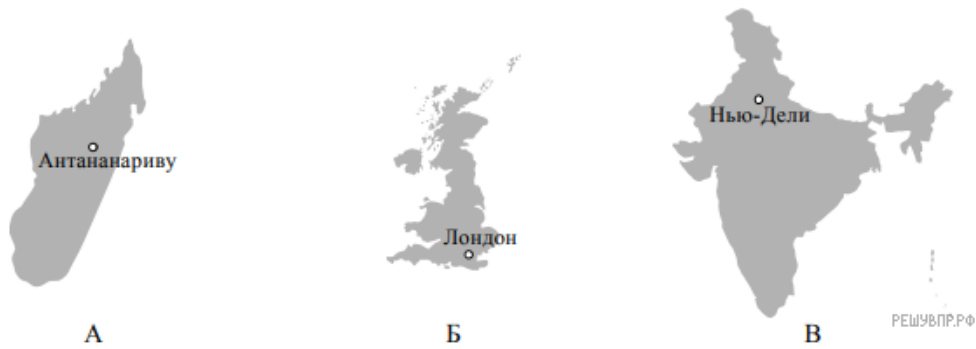 Антананариву
Лондон
Нью-Дели
А
Б
В
РЕШУВПР.РФ